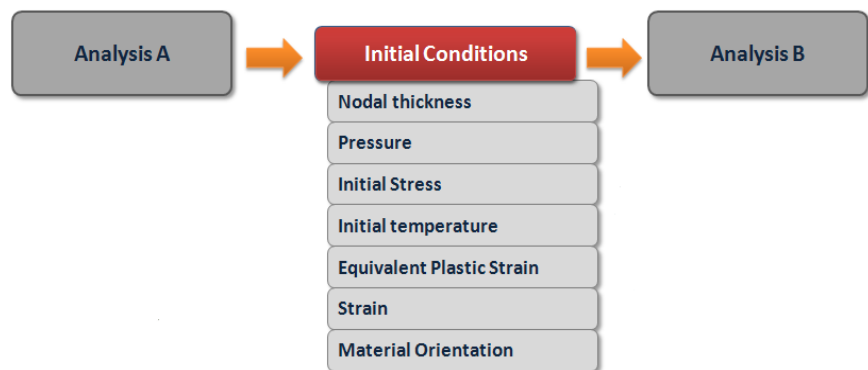 Analysis A
Initial Conditions
Analysis B
Nodal thickness
Pressure
Initial Stress
Initial temperature
Equivalent Plastic Strain
Strain
Material Orientation